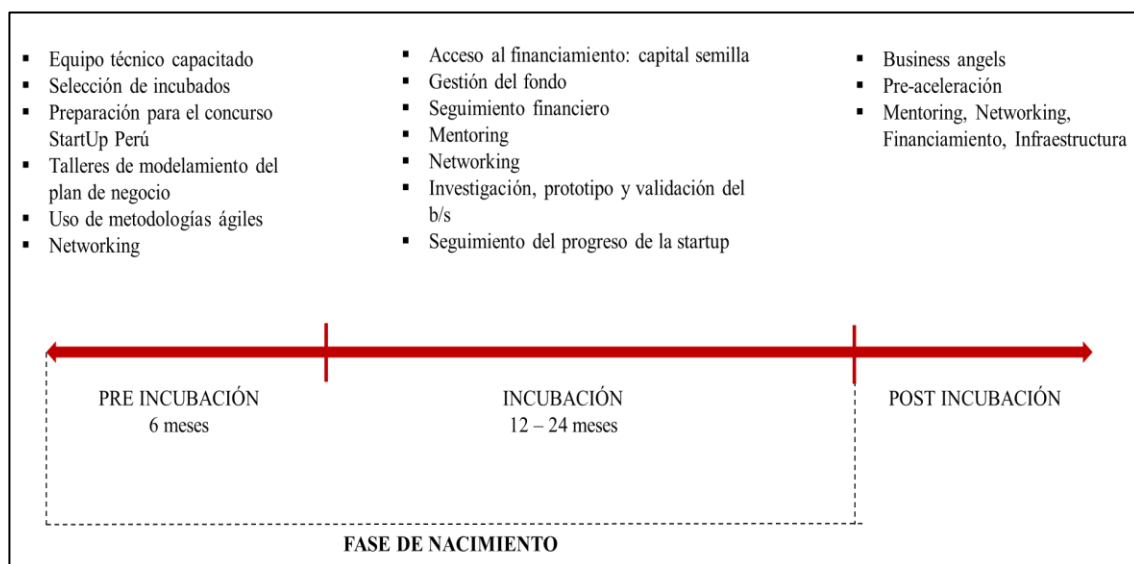 ▪ Equipo técnico capacitado
▪ Selección de incubados
▪ Preparación para el concurso
StartUp Perú
▪ Talleres de modelamiento del
plan de negocio
▪ Uso de metodologías ágiles
▪ Networking
▪ Acceso al financiamiento: capital semilla
▪ Gestión del fondo
▪ Seguimiento financiero
▪ Mentoring
▪ Networking
▪ Investigación, prototipo y validación del
b/s
▪ Seguimiento del progreso de la startup
▪ Business angels
▪ Pre-aceleración
▪ Mentoring, Networking,
Financiamiento, Infraestructura
PRE INCUBACIÓN
6 meses
INCUBACIÓN
12 – 24 meses
POST INCUBACIÓN
FASE DE NACIMIENTO